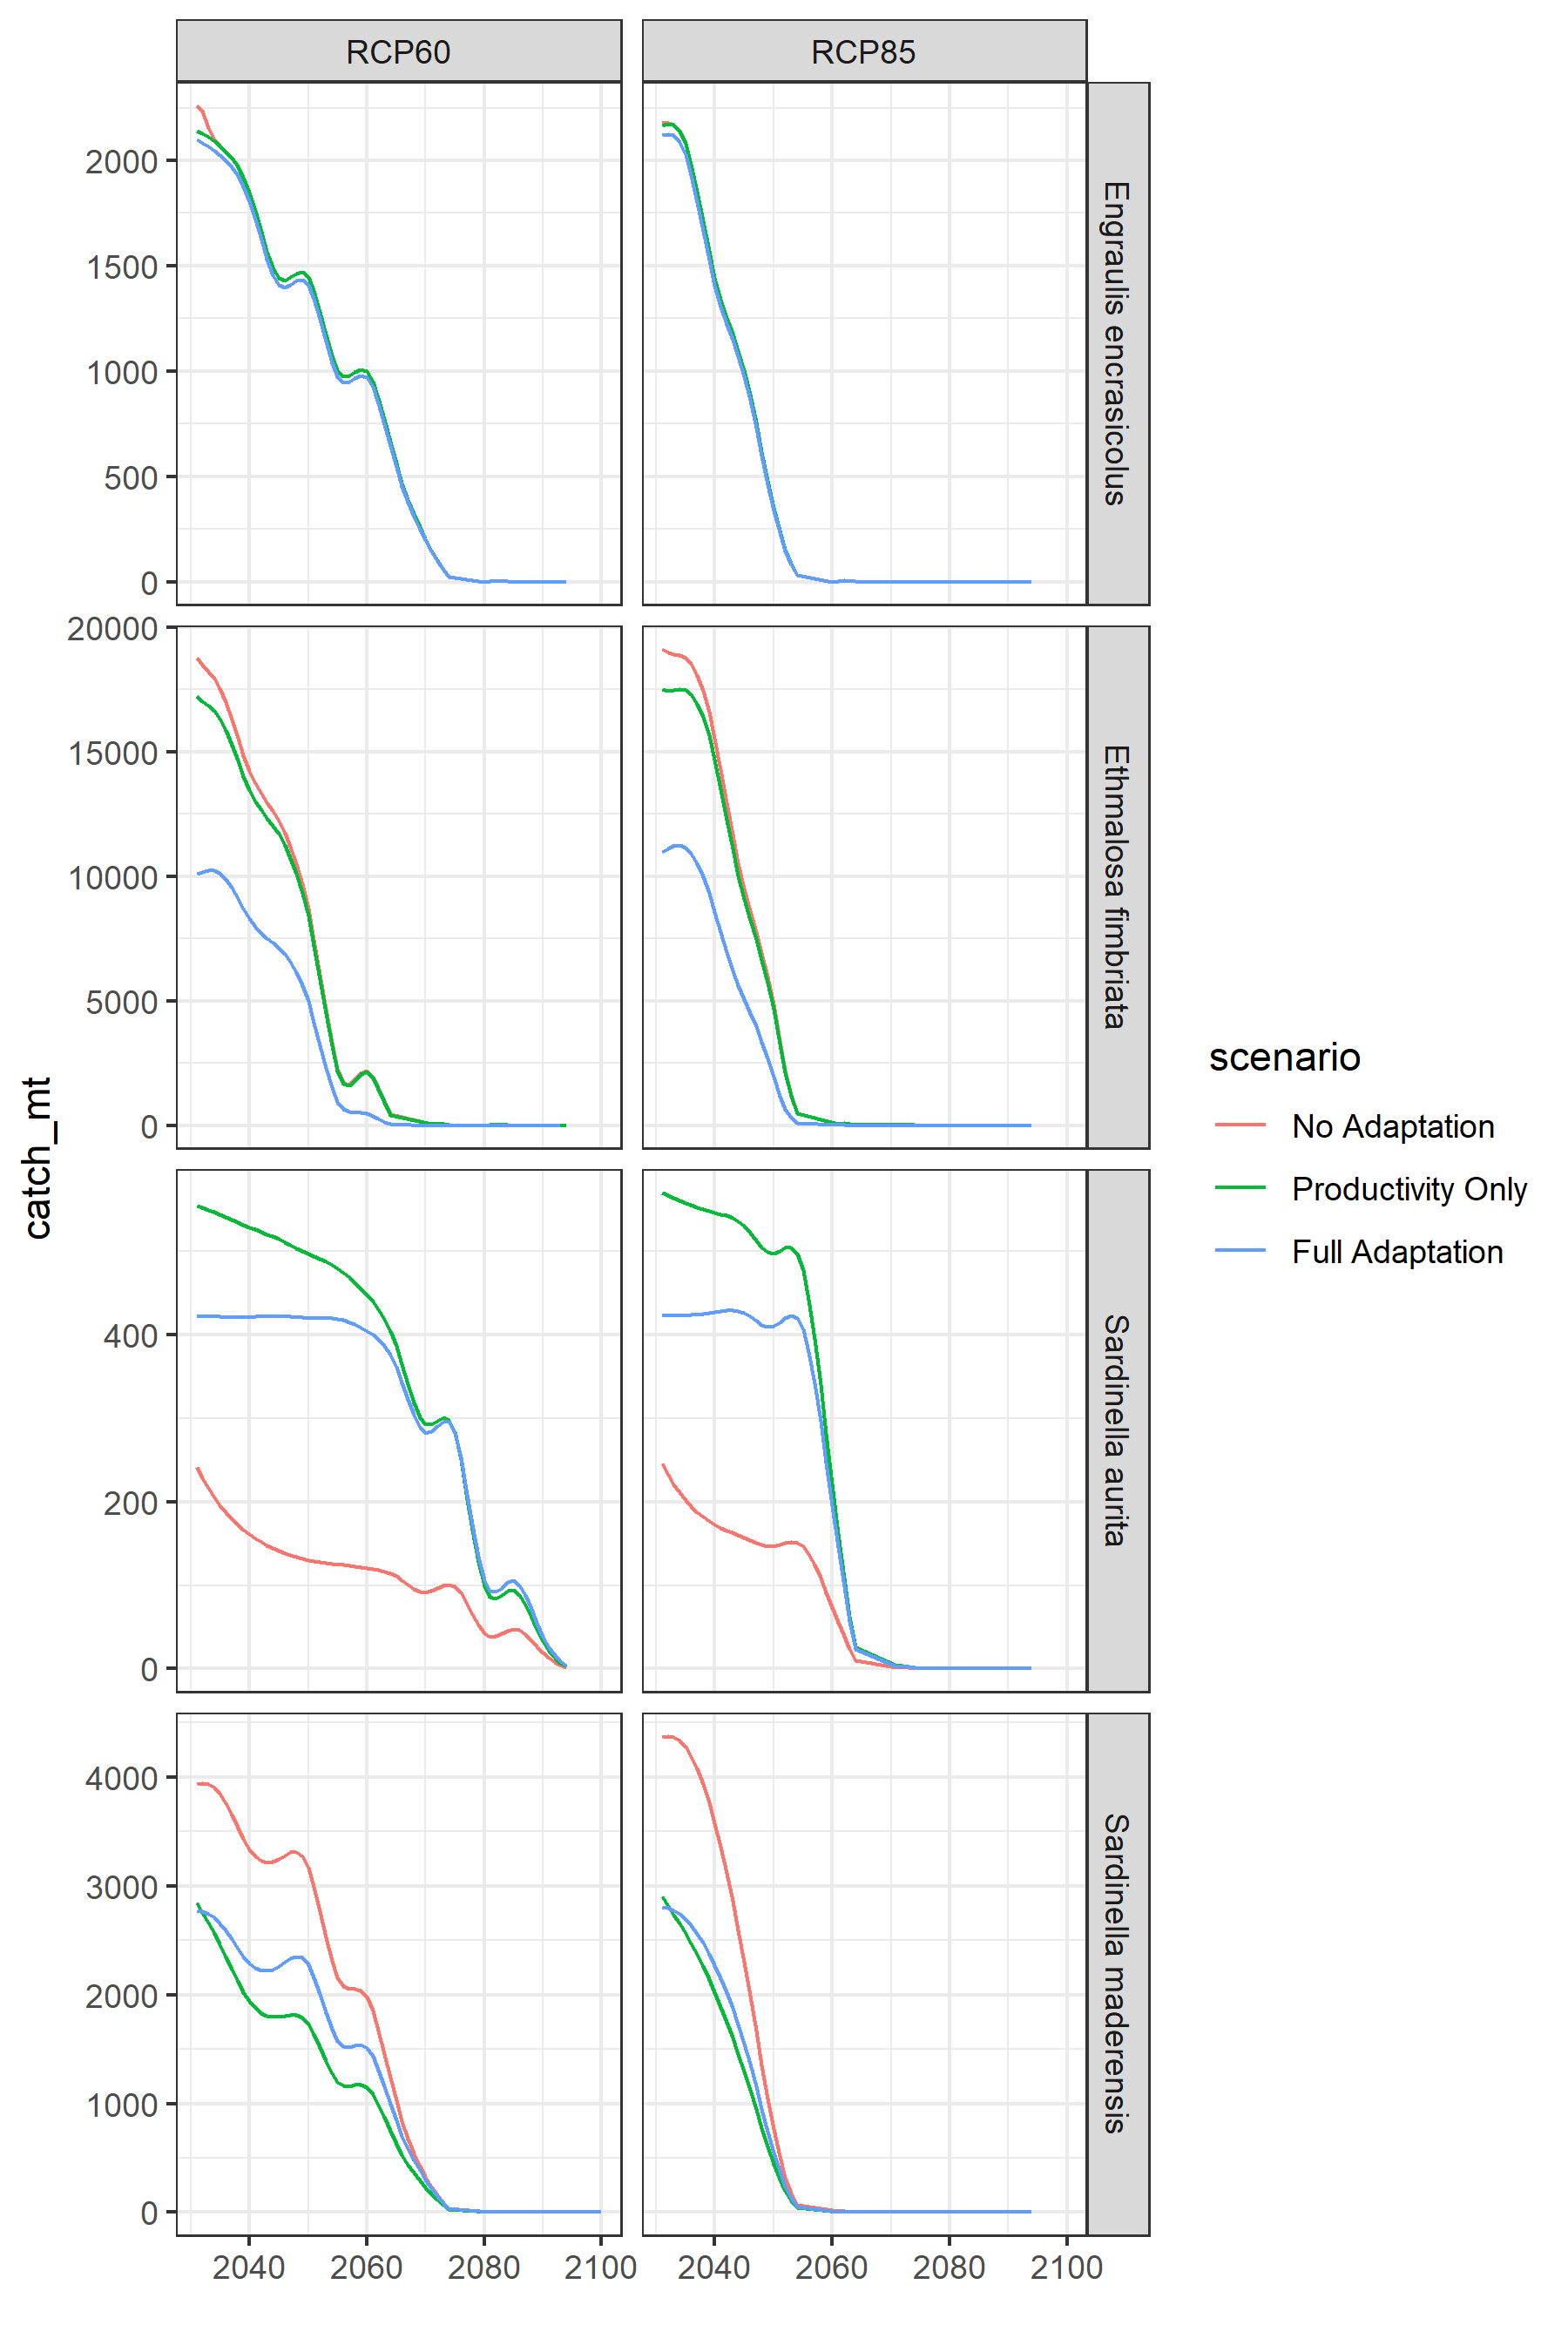 RCP60
RCP85
2000
1500
1000
500
0
Engraulis encrasicolus
20000
15000
10000
5000
0
Ethmalosa fimbriata
400
200
0
Sardinella aurita
4000
3000
2000
1000
0
Sardinella maderensis
2040
2060
2080
2100
2040
2060
2080
2100
catch_mt
scenario
No Adaptation
Productivity Only
Full Adaptation